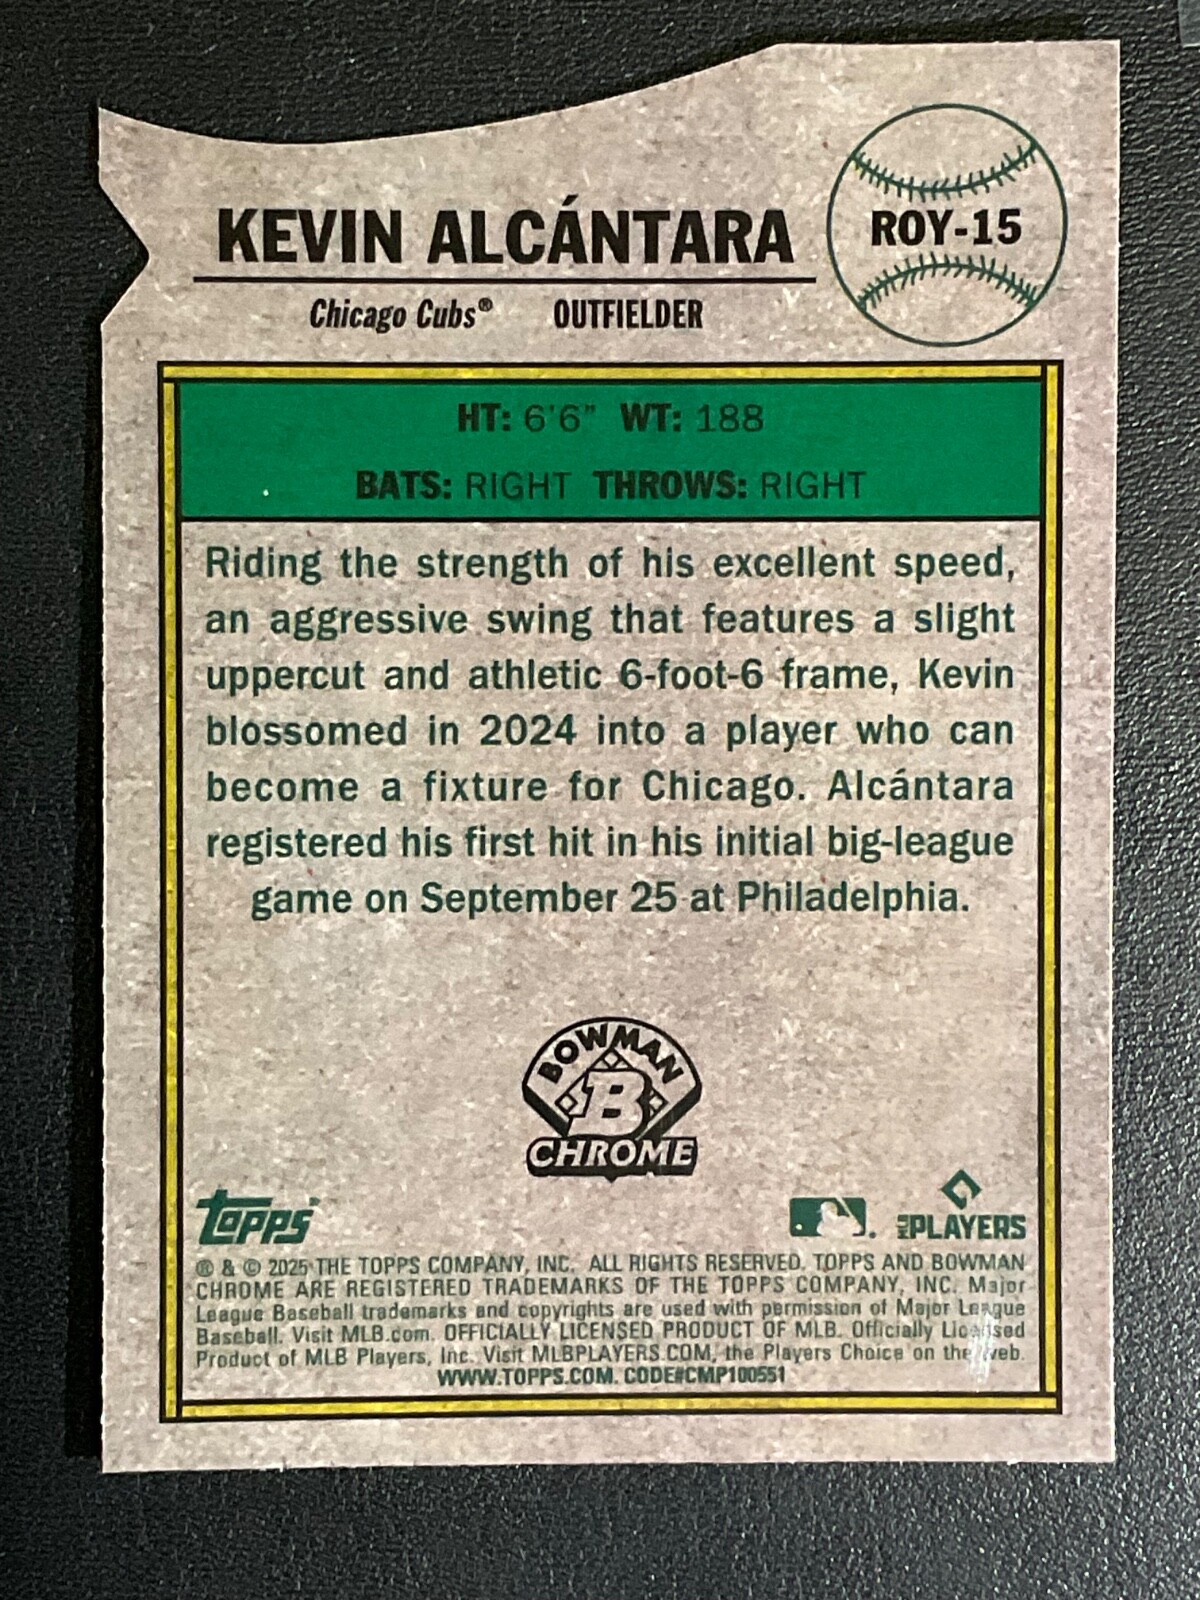 KEVIN ALCÁNTARA
ROY-15
Chicago Cubs® OUTFIELDER
HT: 6'6" WT: 188
BATS: RIGHT THROWS: RIGHT
Riding the strength of his excellent speed,
an aggressive swing that features a slight
uppercut and athletic 6-foot-6 frame, Kevin
blossomed in 2024 into a player who can
become a fixture for Chicago. Alcántara
registered his first hit in his initial big-league
game on September 25 at Philadelphia.
BOWMAN
B
CHROME
Topps
MLB PLAYERS
® & © 2025 THE TOPPS COMPANY, INC. ALL RIGHTS RESERVED. TOPPS AND BOWMAN
CHROME ARE REGISTERED TRADEMARKS OF THE TOPPS COMPANY, INC. Major
League Baseball trademarks and copyrights are used with permission of Major League
Baseball. Visit MLB.com. OFFICIALLY LICENSED PRODUCT OF MLB. Officially Licensed
Product of MLB Players, Inc. Visit MLBPLAYERS.COM, the Players Choice on the web.
WWW.TOPPS.COM. CODE#CMP100551